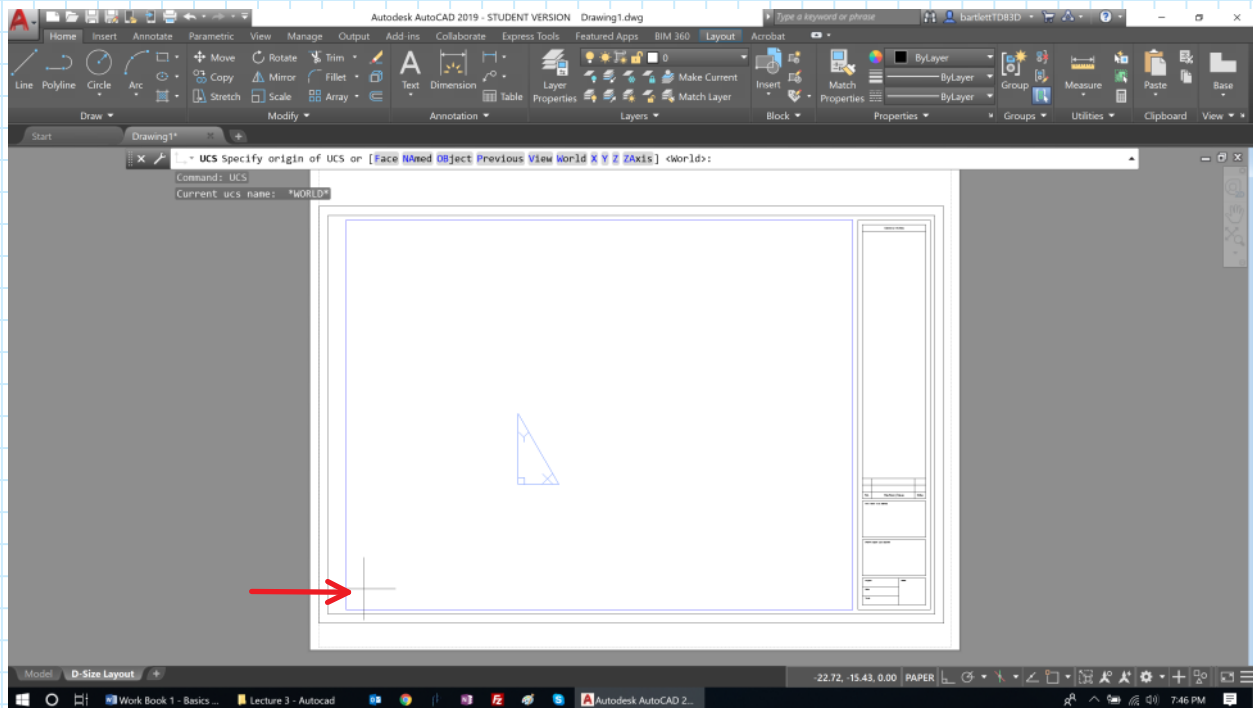 Autodesk AutoCAD 2019 - STUDENT VERSION Drawing1.dwg
Type a keyword or phrase
bartlettTDB3D
Home Insert Annotate Parametric View Manage Output Add-ins Collaborate Express Tools Featured Apps BIM 360 Layout Acrobat
Line Polyline Circle Arc
Move Rotate Trim
Copy Mirror Fillet
Stretch Scale Array
Text Dimension Table
Layer Properties
0
Make Current
Match Layer
Insert
Match Properties
ByLayer
ByLayer
ByLayer
Group Measure Paste Base
Draw Modify Annotation Layers Block Properties Groups Utilities Clipboard View
Start Drawing1*
UCS Specify origin of UCS or [Face NAmed OBject Previous View World X Y Z ZAxis] <World>:
Command: UCS
Current ucs name: *WORLD*
Y
X
Model D-Size Layout
-22.72, -15.43, 0.00 PAPER
Work Book 1 - Basics ... Lecture 3 - Autocad Autodesk AutoCAD 2... 7:46 PM